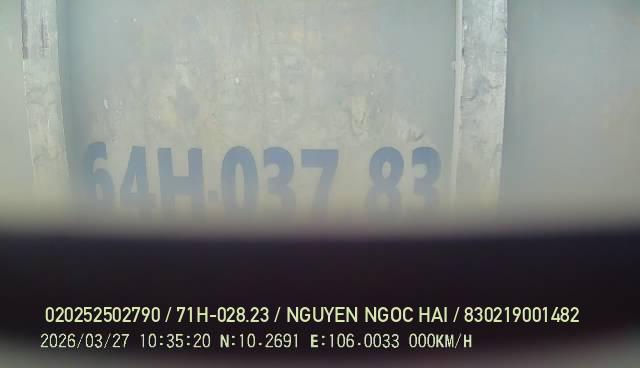 64H-037.83
020252502790 / 71H-028.23 / NGUYEN NGOC HAI / 830219001482
2026/03/27 10:35:20 N:10.2691 E:106.0033 000KM/H